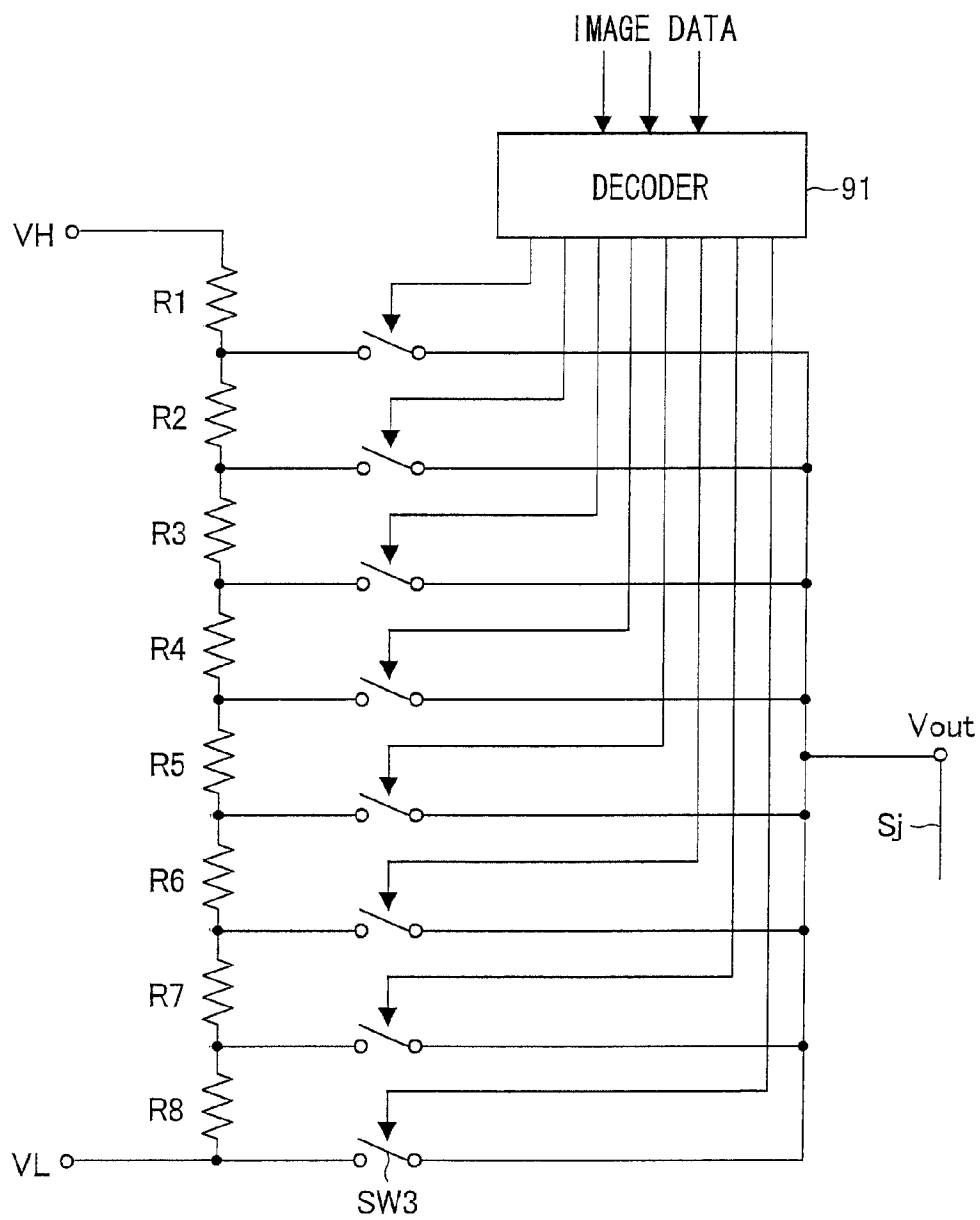 IMAGE DATA
DECODER
91
VH
R1
R2
R3
R4
R5
R6
R7
R8
VL
SW3
Vout
Sj